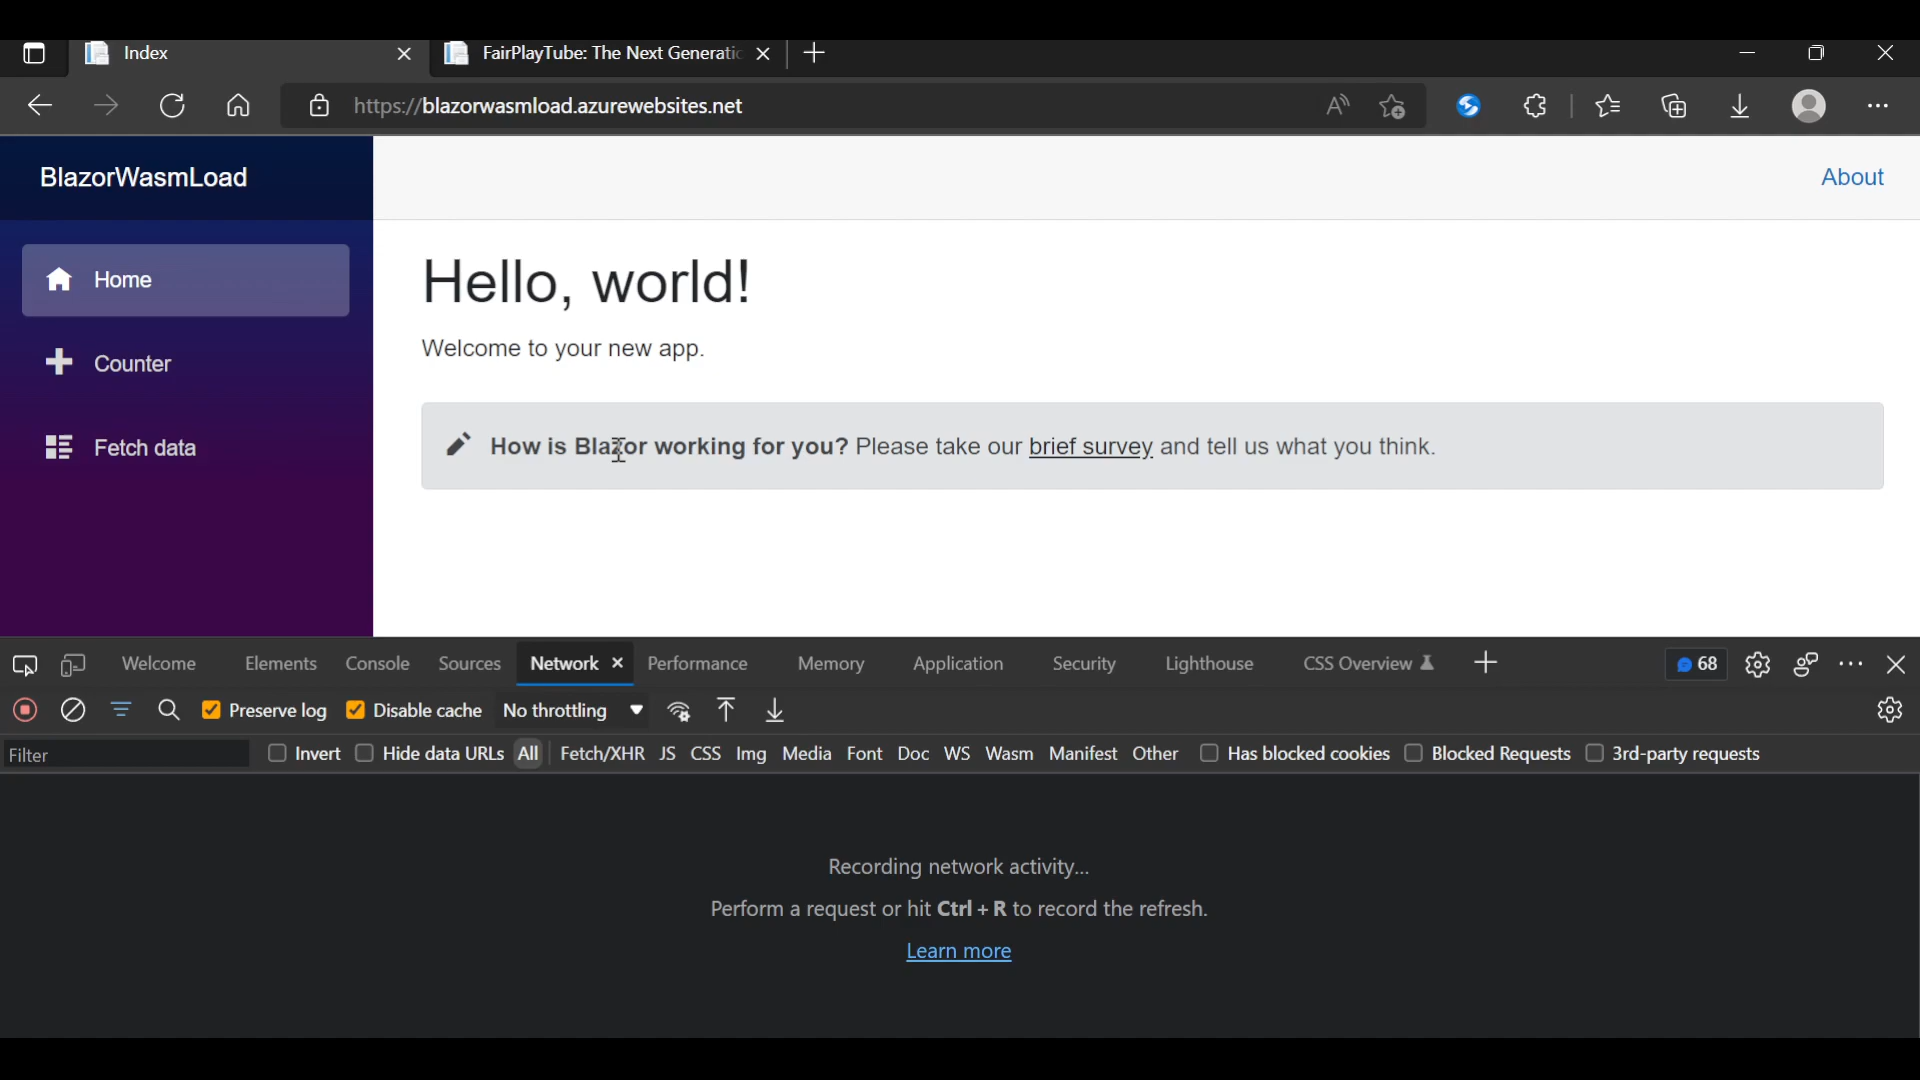 Index
FairPlayTube: The Next Generatic
https://blazorwasmload.azurewebsites.net
BlazorWasmLoad
About
Home
Counter
Fetch data
Hello, world!
Welcome to your new app.
How is Blazor working for you? Please take our brief survey and tell us what you think.
Welcome Elements Console Sources Network Performance Memory Application Security Lighthouse CSS Overview 68
Preserve log Disable cache No throttling
Filter Invert Hide data URLs All Fetch/XHR JS CSS Img Media Font Doc WS Wasm Manifest Other Has blocked cookies Blocked Requests 3rd-party requests
Recording network activity...
Perform a request or hit Ctrl + R to record the refresh.
Learn more